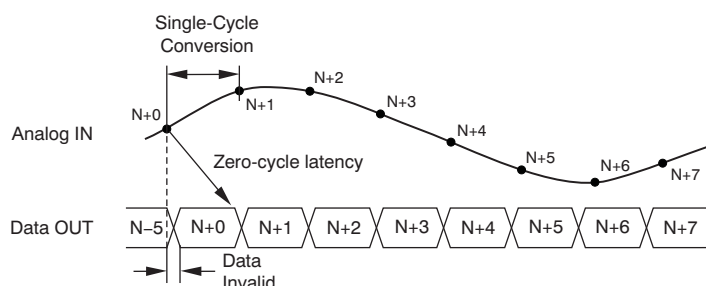 Single-Cycle
Conversion
N+0
N+1
N+2
N+3
N+4
N+5
N+6
N+7
Analog IN
Zero-cycle latency
Data OUT
N–5
N+0
N+1
N+2
N+3
N+4
N+5
N+6
N+7
Data
Invalid